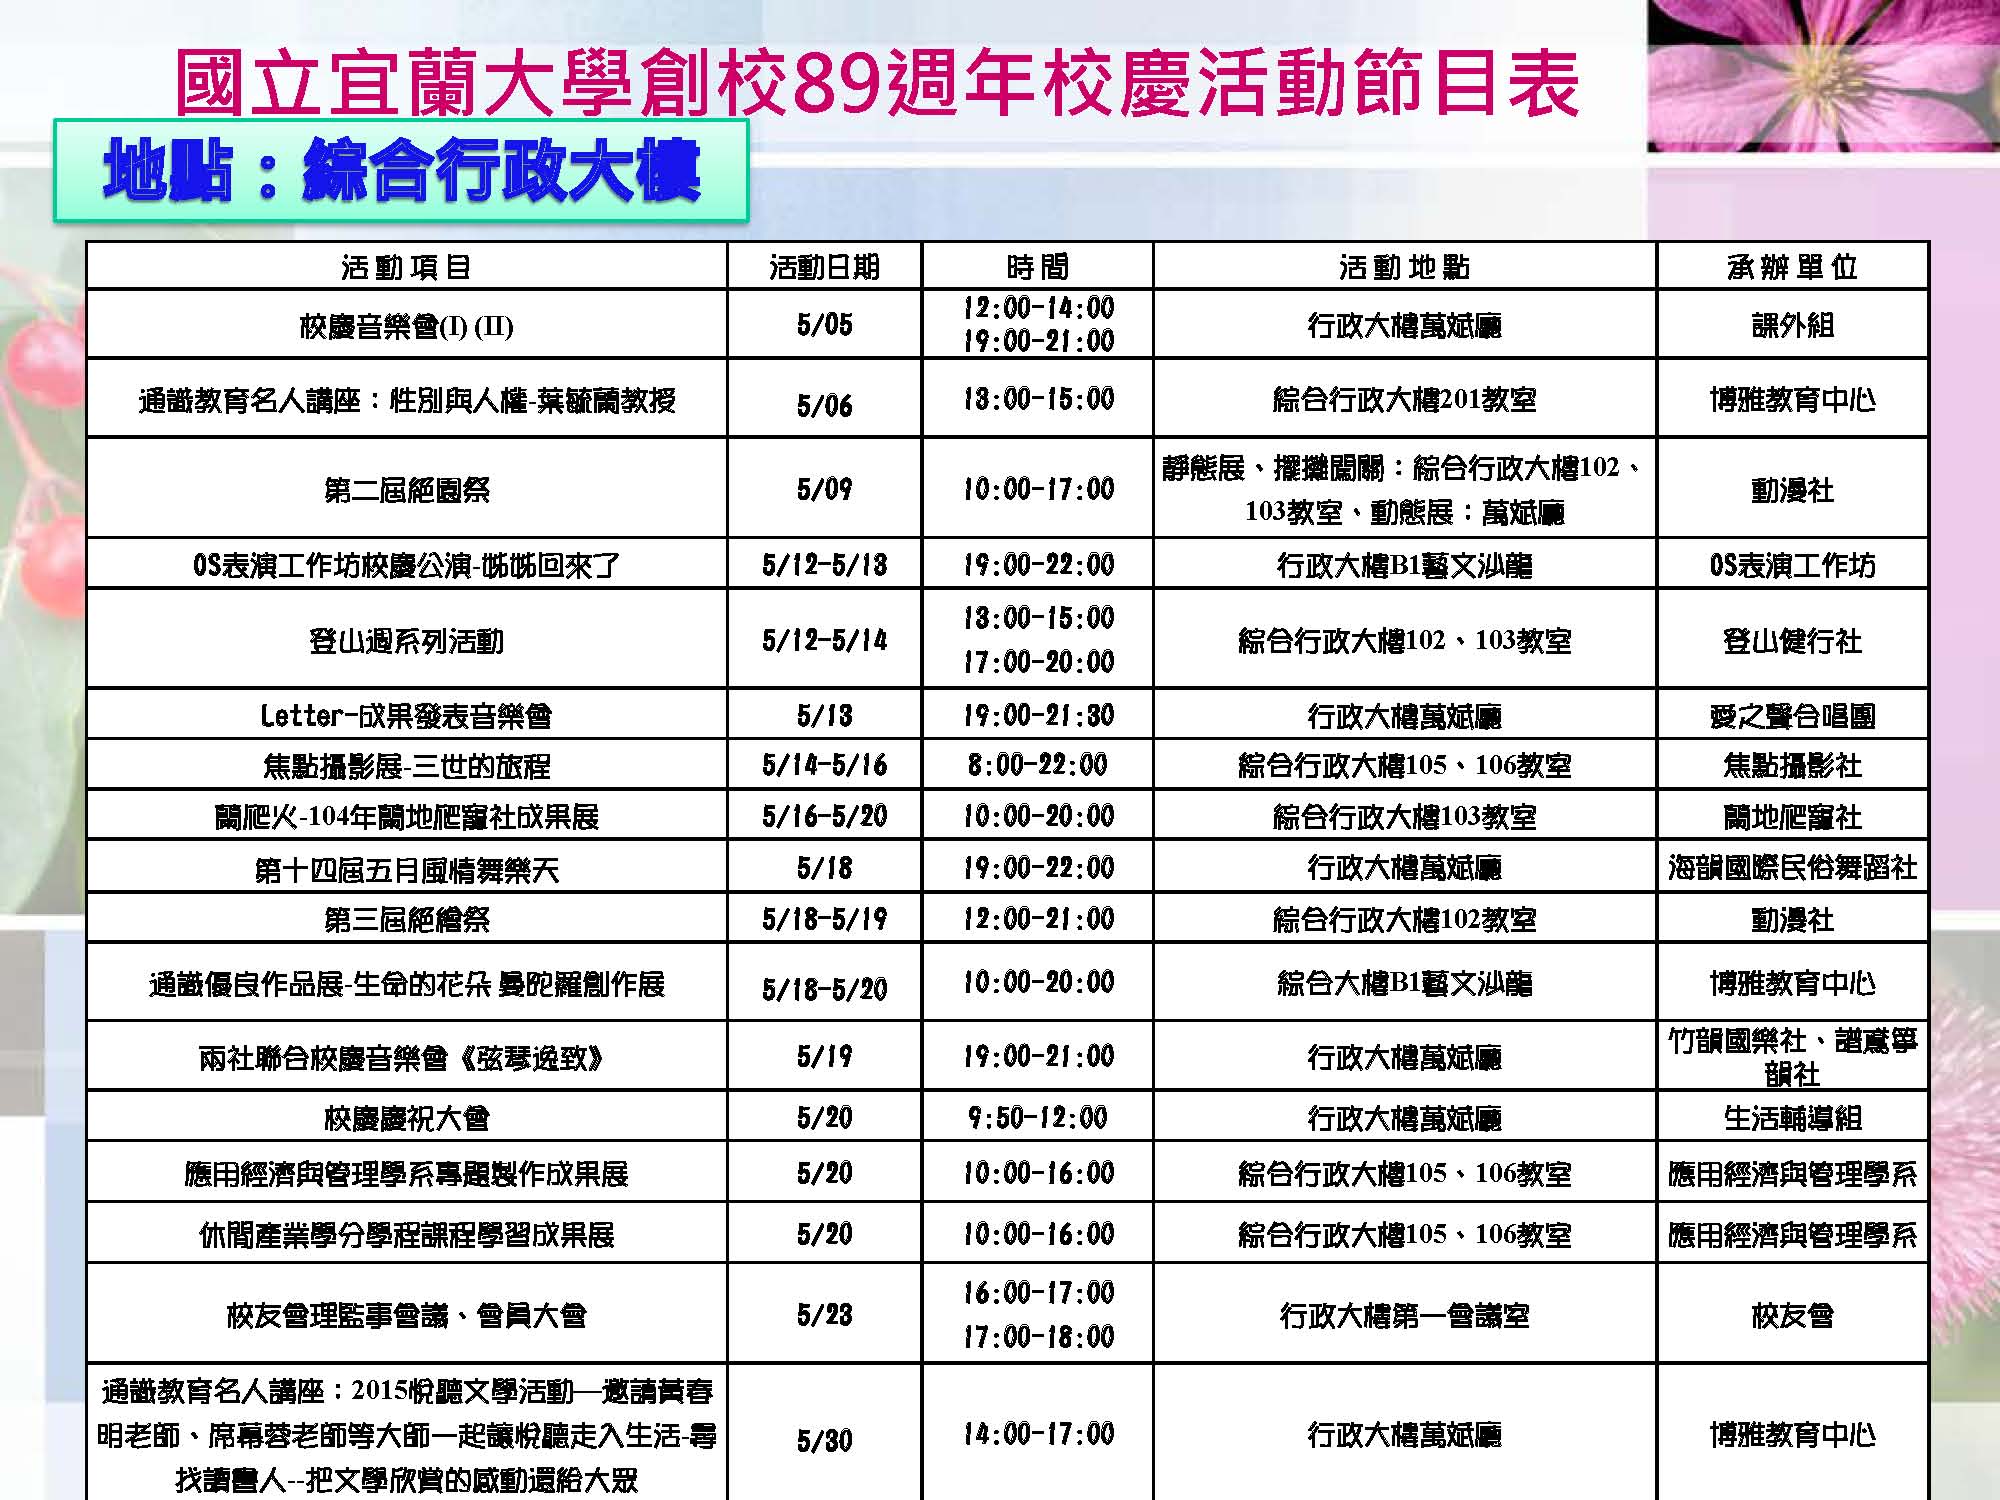 國立宜蘭大學創校89週年校慶活動節目表
地點：綜合行政大樓
活動項目 活動日期 時間 活動地點 承辦單位
校慶音樂會(I) (II) 5/05 12:00-14:00 行政大樓萬斌廳 課外組
19:00-21:00
通識教育名人講座：性別與人權-葉毓蘭教授 5/06 13:00-15:00 綜合行政大樓201教室 博雅教育中心
第二屆絕園祭 5/09 10:00-17:00 靜態展、擺攤闖關：綜合行政大樓102、 動漫社
103教室、動態展：萬斌廳
OS表演工作坊校慶公演-姊姊回來了 5/12-5/13 19:00-22:00 行政大樓B1藝文沙龍 OS表演工作坊
登山週系列活動 5/12-5/14 13:00-15:00 綜合行政大樓102、103教室 登山健行社
17:00-20:00
Letter-成果發表音樂會 5/13 19:00-21:30 行政大樓萬斌廳 愛之聲合唱團
焦點攝影展-三世的旅程 5/14-5/16 8:00-22:00 綜合行政大樓105、106教室 焦點攝影社
蘭爬火-104年蘭地爬竈社成果展 5/16-5/20 10:00-20:00 綜合行政大樓103教室 蘭地爬竈社
第十四屆五月風情舞樂天 5/18 19:00-22:00 行政大樓萬斌廳 海韻國際民俗舞蹈社
第三屆絕繪祭 5/18-5/19 12:00-21:00 綜合行政大樓102教室 動漫社
通識優良作品展-生命的花朵 曼陀羅創作展 5/18-5/20 10:00-20:00 綜合大樓B1藝文沙龍 博雅教育中心
兩社聯合校慶音樂會《弦琴逸致》 5/19 19:00-21:00 行政大樓萬斌廳 竹韻國樂社、譜鳶箏
韻社
校慶慶祝大會 5/20 9:50-12:00 行政大樓萬斌廳 生活輔導組
應用經濟與管理學系專題製作成果展 5/20 10:00-16:00 綜合行政大樓105、106教室 應用經濟與管理學系
休閒產業學分學程課程學習成果展 5/20 10:00-16:00 綜合行政大樓105、106教室 應用經濟與管理學系
校友會理監事會議、會員大會 5/23 16:00-17:00 行政大樓第一會議室 校友會
17:00-18:00
通識教育名人講座：2015悅聽文學活動—邀請黃春
明老師、席幕蓉老師等大師一起讓悅聽走入生活-尋 5/30 14:00-17:00 行政大樓萬斌廳 博雅教育中心
找讀書人--把文學欣賞的感動還給大眾